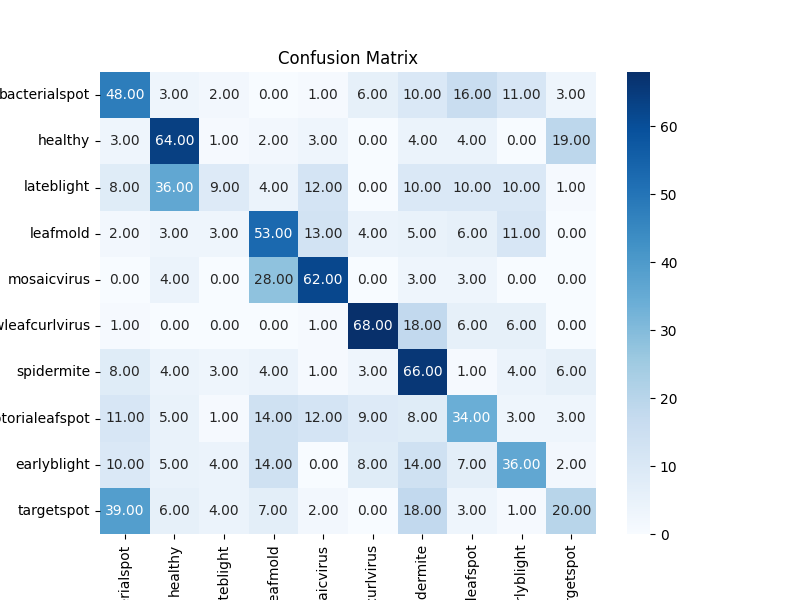 Confusion Matrix
bacterialspot 48.00 3.00 2.00 0.00 1.00 6.00 10.00 16.00 11.00 3.00
healthy 3.00 64.00 1.00 2.00 3.00 0.00 4.00 4.00 0.00 19.00
lateblight 8.00 36.00 9.00 4.00 12.00 0.00 10.00 10.00 10.00 1.00
leafmold 2.00 3.00 3.00 53.00 13.00 4.00 5.00 6.00 11.00 0.00
mosaicvirus 0.00 4.00 0.00 28.00 62.00 0.00 3.00 3.00 0.00 0.00
wleafcurlvirus 1.00 0.00 0.00 0.00 1.00 68.00 18.00 6.00 6.00 0.00
spidermite 8.00 4.00 3.00 4.00 1.00 3.00 66.00 1.00 4.00 6.00
torialeafspot 11.00 5.00 1.00 14.00 12.00 9.00 8.00 34.00 3.00 3.00
earlyblight 10.00 5.00 4.00 14.00 0.00 8.00 14.00 7.00 36.00 2.00
targetspot 39.00 6.00 4.00 7.00 2.00 0.00 18.00 3.00 1.00 20.00
rialspot
healthy
teblight
eafmold
aicvirus
curlvirus
dermite
leafspot
rlyblight
rgetspot
60
50
40
30
20
10
0